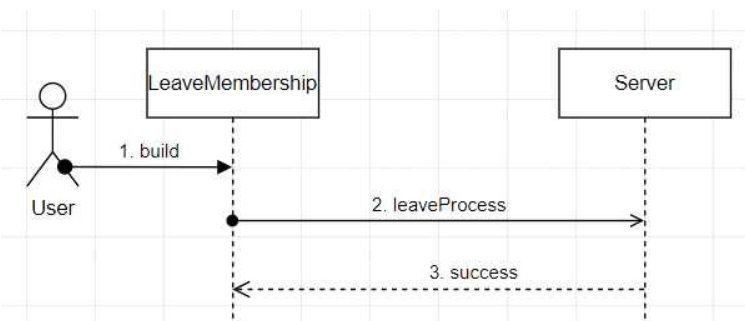 LeaveMembership
Server
1. build
User
2. leaveProcess
3. success